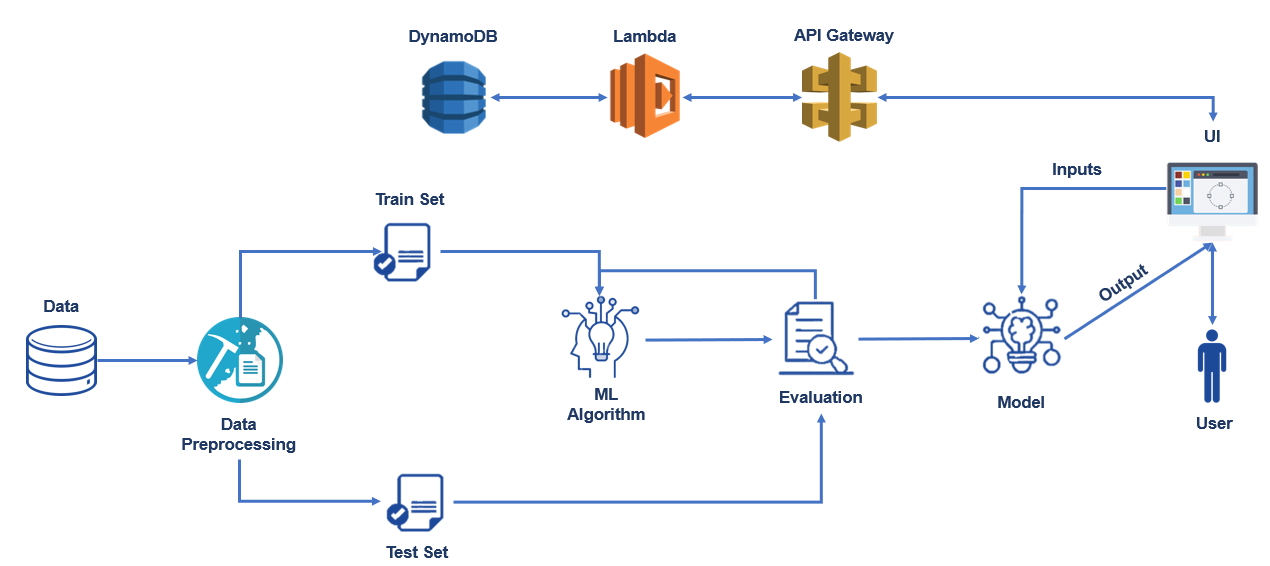 DynamoDB
Lambda
API Gateway
UI
Inputs
Train Set
Output
Data
ML
Algorithm
Evaluation
Model
User
Data
Preprocessing
Test Set